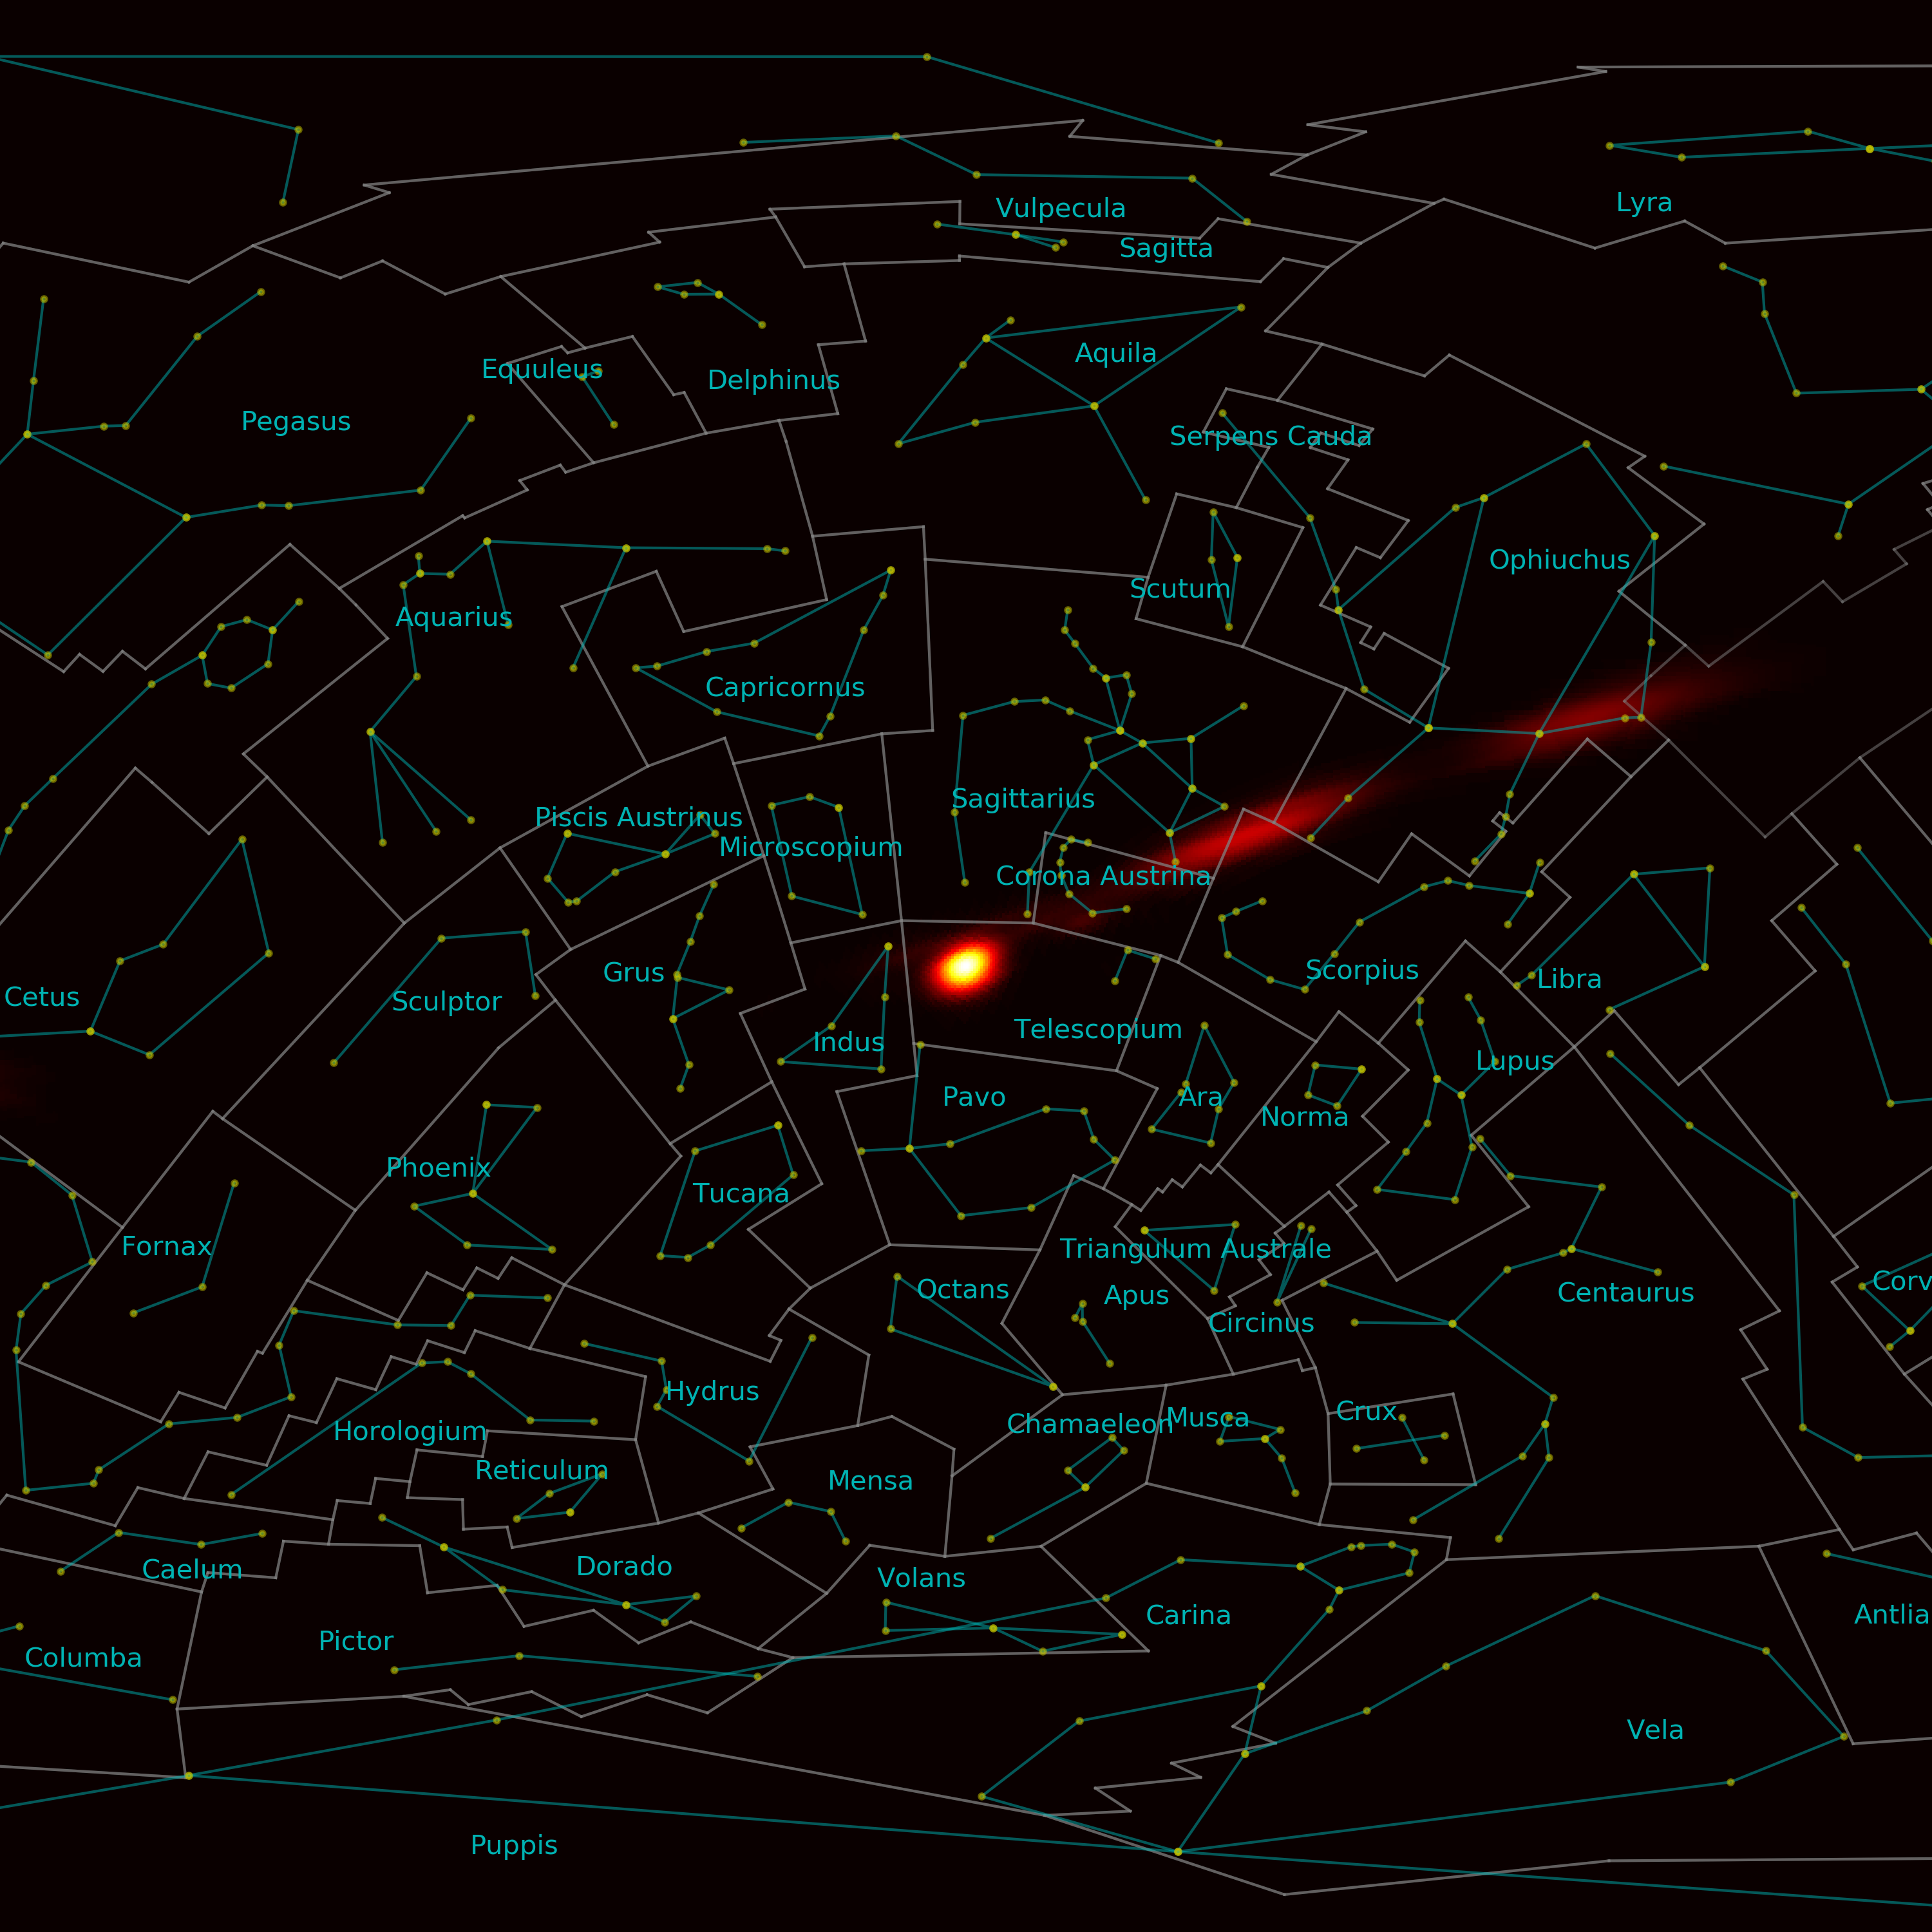 Lyra
Vulpecula
Sagitta
Aquila
Equuleus
Delphinus
Pegasus
Serpens Cauda
Ophiuchus
Scutum
Aquarius
Capricornus
Sagittarius
Piscis Austrinus
Microscopium
Corona Austrina
Grus
Scorpius
Libra
Cetus
Sculptor
Telescopium
Indus
Lupus
Pavo
Ara
Norma
Phoenix
Tucana
Fornax
Triangulum Australe
Octans
Apus
Centaurus
Corv
Circinus
Hydrus
Crux
Musca
Chamaeleon
Horologium
Reticulum
Mensa
Caelum
Dorado
Volans
Carina
Antlia
Pictor
Columba
Vela
Puppis